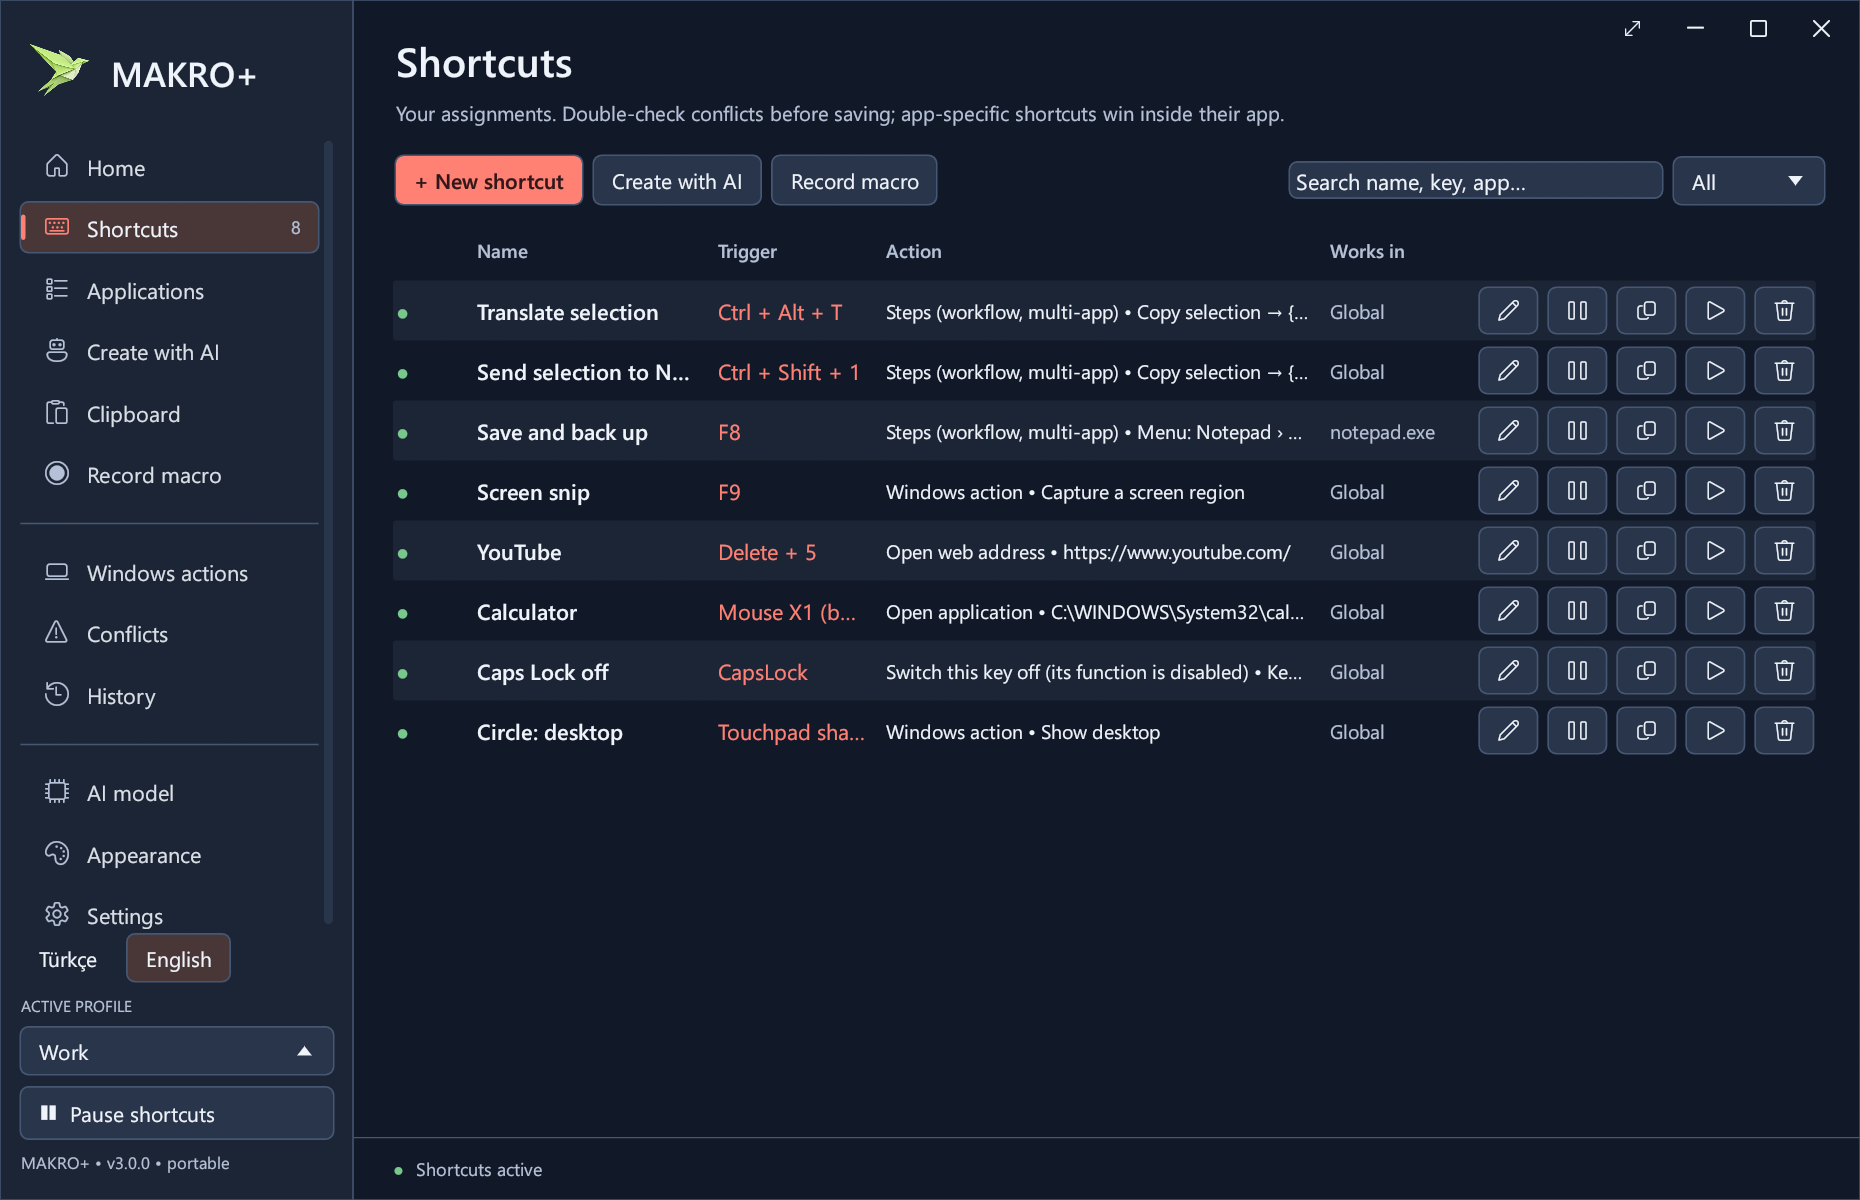 MAKRO+
Home
Shortcuts 8
Applications
Create with AI
Clipboard
Record macro
Windows actions
Conflicts
History
AI model
Appearance
Settings
Türkçe English
ACTIVE PROFILE
Work
Pause shortcuts
MAKRO+ • v3.0.0 • portable
Shortcuts
Your assignments. Double-check conflicts before saving; app-specific shortcuts win inside their app.
+ New shortcut Create with AI Record macro Search name, key, app... All
Name Trigger Action Works in
Translate selection Ctrl + Alt + T Steps (workflow, multi-app) • Copy selection → {... Global
Send selection to N... Ctrl + Shift + 1 Steps (workflow, multi-app) • Copy selection → {... Global
Save and back up F8 Steps (workflow, multi-app) • Menu: Notepad › ... notepad.exe
Screen snip F9 Windows action • Capture a screen region Global
YouTube Delete + 5 Open web address • https://www.youtube.com/ Global
Calculator Mouse X1 (b... Open application • C:\WINDOWS\System32\cal... Global
Caps Lock off CapsLock Switch this key off (its function is disabled) • Ke... Global
Circle: desktop Touchpad sha... Windows action • Show desktop Global
Shortcuts active